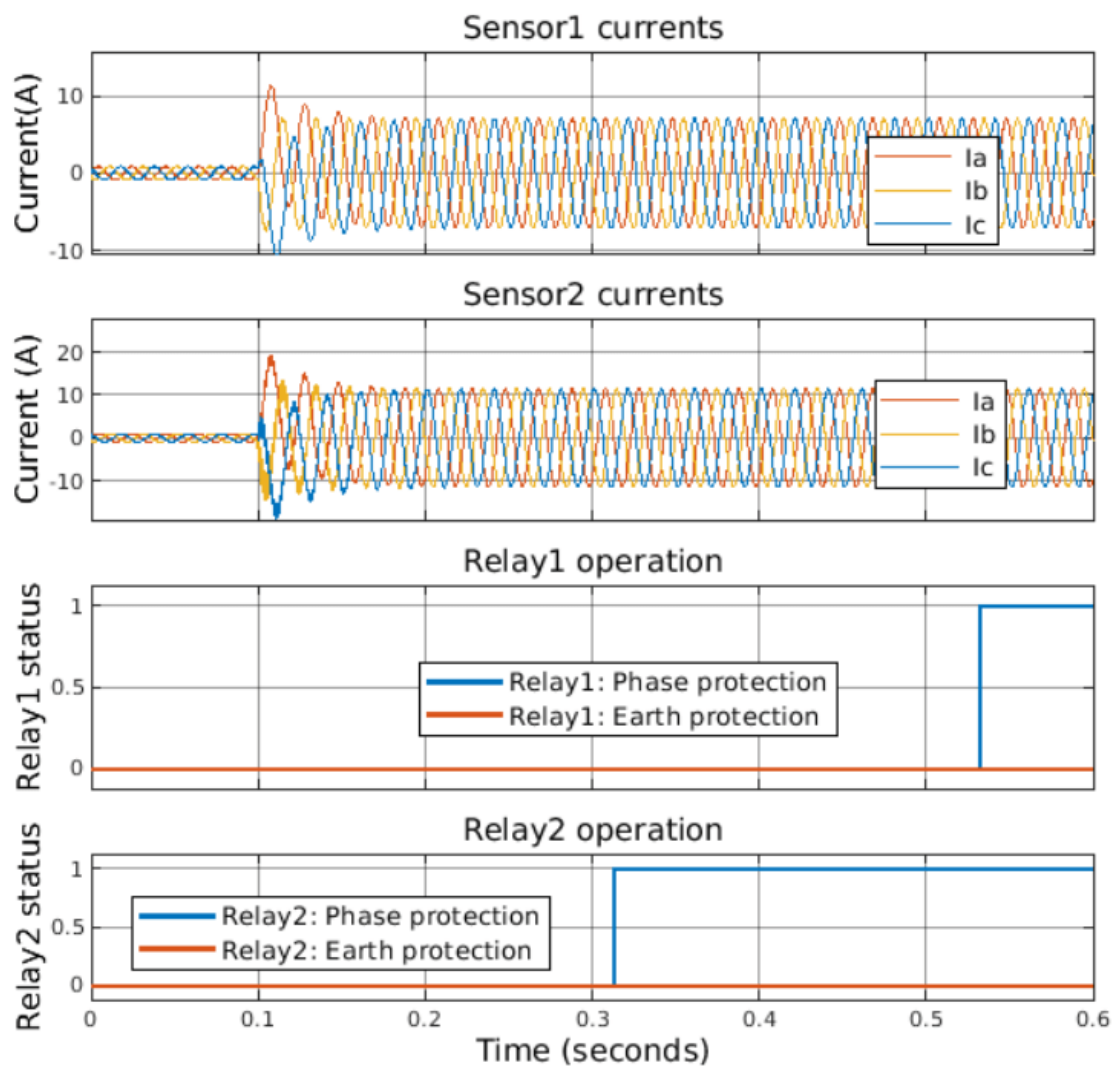 Sensor1 currents
Current(A)
10
0
-10
Ia
Ib
Ic
Sensor2 currents
Current (A)
20
10
0
-10
Ia
Ib
Ic
Relay1 operation
Relay1 status
1
0.5
0
Relay1: Phase protection
Relay1: Earth protection
Relay2 operation
Relay2 status
1
0.5
0
Relay2: Phase protection
Relay2: Earth protection
0 0.1 0.2 0.3 0.4 0.5 0.6
Time (seconds)